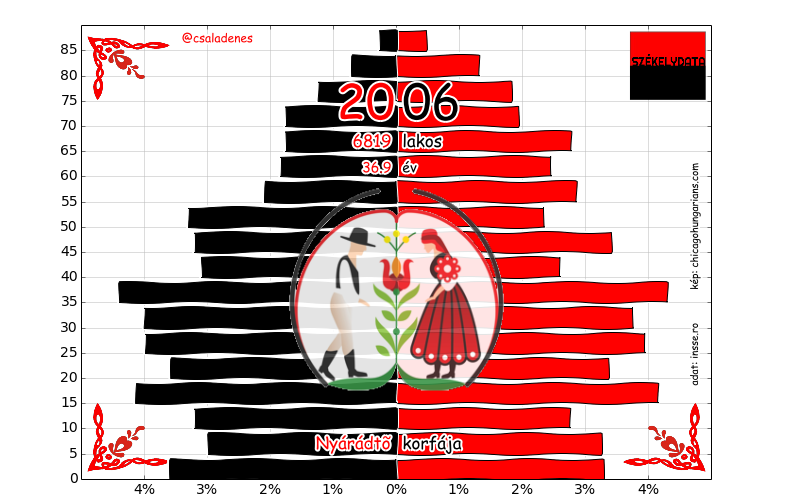 @csaladenes
SZÉKELYDATA
2006
6819 lakos
36.9 év
kép: chicagohungarians.com
adat: insse.ro
Nyárádtő korfája
85
80
75
70
65
60
55
50
45
40
35
30
25
20
15
10
5
0
4% 3% 2% 1% 0% 1% 2% 3% 4%